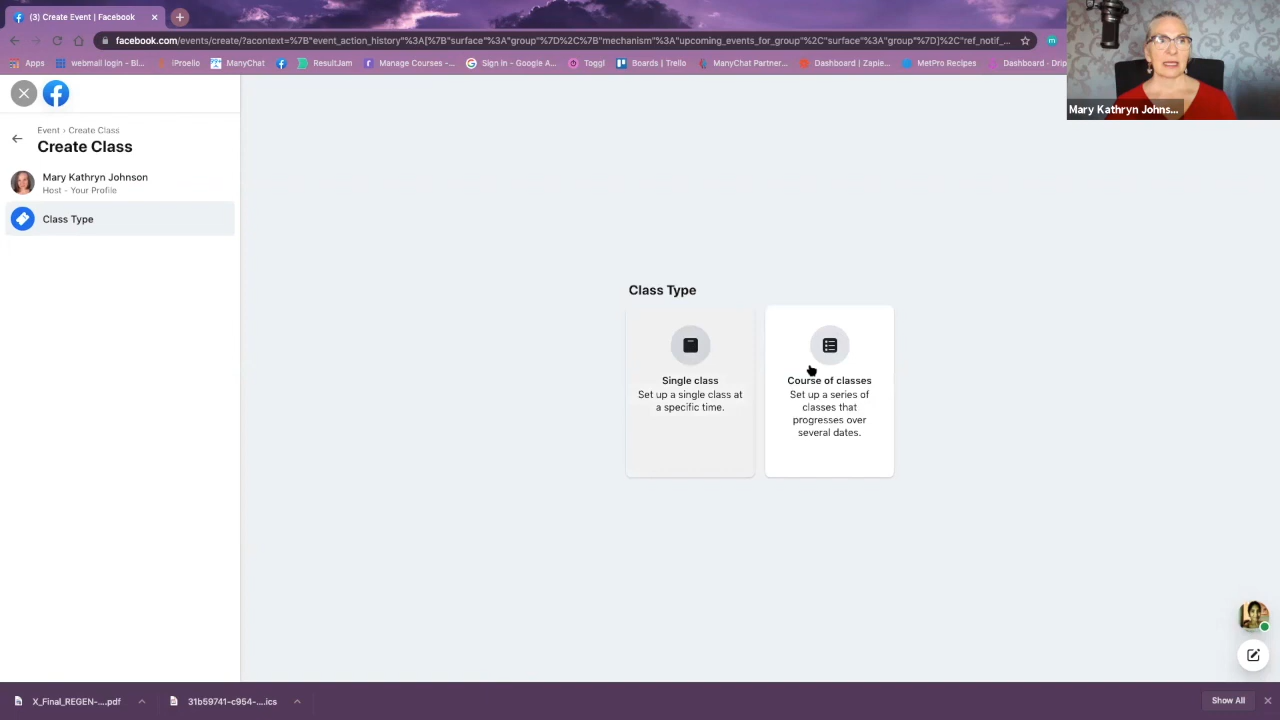 (3) Create Event | Facebook
facebook.com/events/create/?acontext=%7B"event_action_history"%3A[%7B"surface"%3A"group"%7D%2C%7B"mechanism"%3A"upcoming_events_for_group"%2C"surface"%3A"group"%7D]%2C"ref_notif_...
Apps
webmail login - Bl...
iProelio
ManyChat
ResultJam
Manage Courses -...
Sign in - Google A...
Toggl
Boards | Trello
ManyChat Partner...
Dashboard | Zapie...
MetPro Recipes
Dashboard - Drip
Mary Kathryn Johns...
Event › Create Class
Create Class
Mary Kathryn Johnson
Host - Your Profile
Class Type
Class Type
Single class
Set up a single class at
a specific time.
Course of classes
Set up a series of
classes that
progresses over
several dates.
X_Final_REGEN-....pdf
31b59741-c954-....ics
Show All